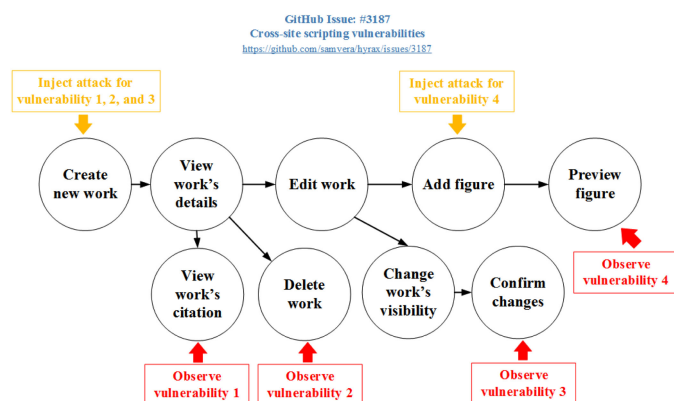 GitHub Issue: #3187
Cross-site scripting vulnerabilities
https://github.com/samvera/hyrax/issues/3187
Inject attack for
vulnerability 1, 2, and 3
Inject attack for
vulnerability 4
Create
new work
View
work's
details
Edit work
Add figure
Preview
figure
View
work's
citation
Delete
work
Change
work's
visibility
Confirm
changes
Observe
vulnerability 4
Observe
vulnerability 1
Observe
vulnerability 2
Observe
vulnerability 3